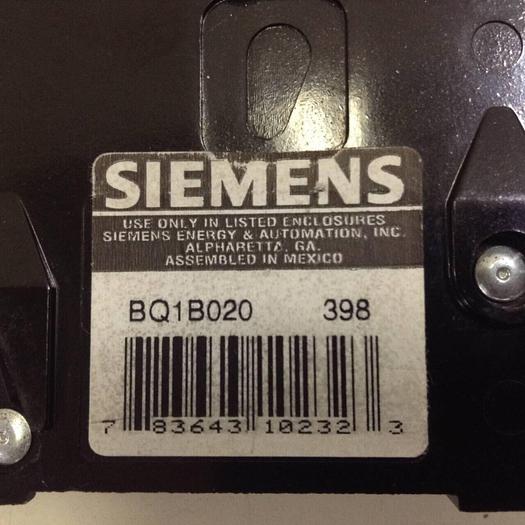 SIEMENS
USE ONLY IN LISTED ENCLOSURES
SIEMENS ENERGY & AUTOMATION, INC.
ALPHARETTA, GA.
ASSEMBLED IN MEXICO
BQ1B020 398
7 83643 10232 3